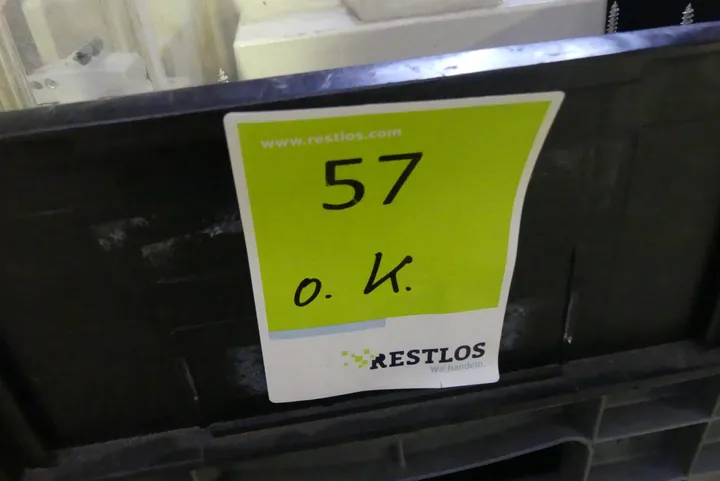 www.restlos.com
57
o. K.
RESTLOS
Wir handeln.